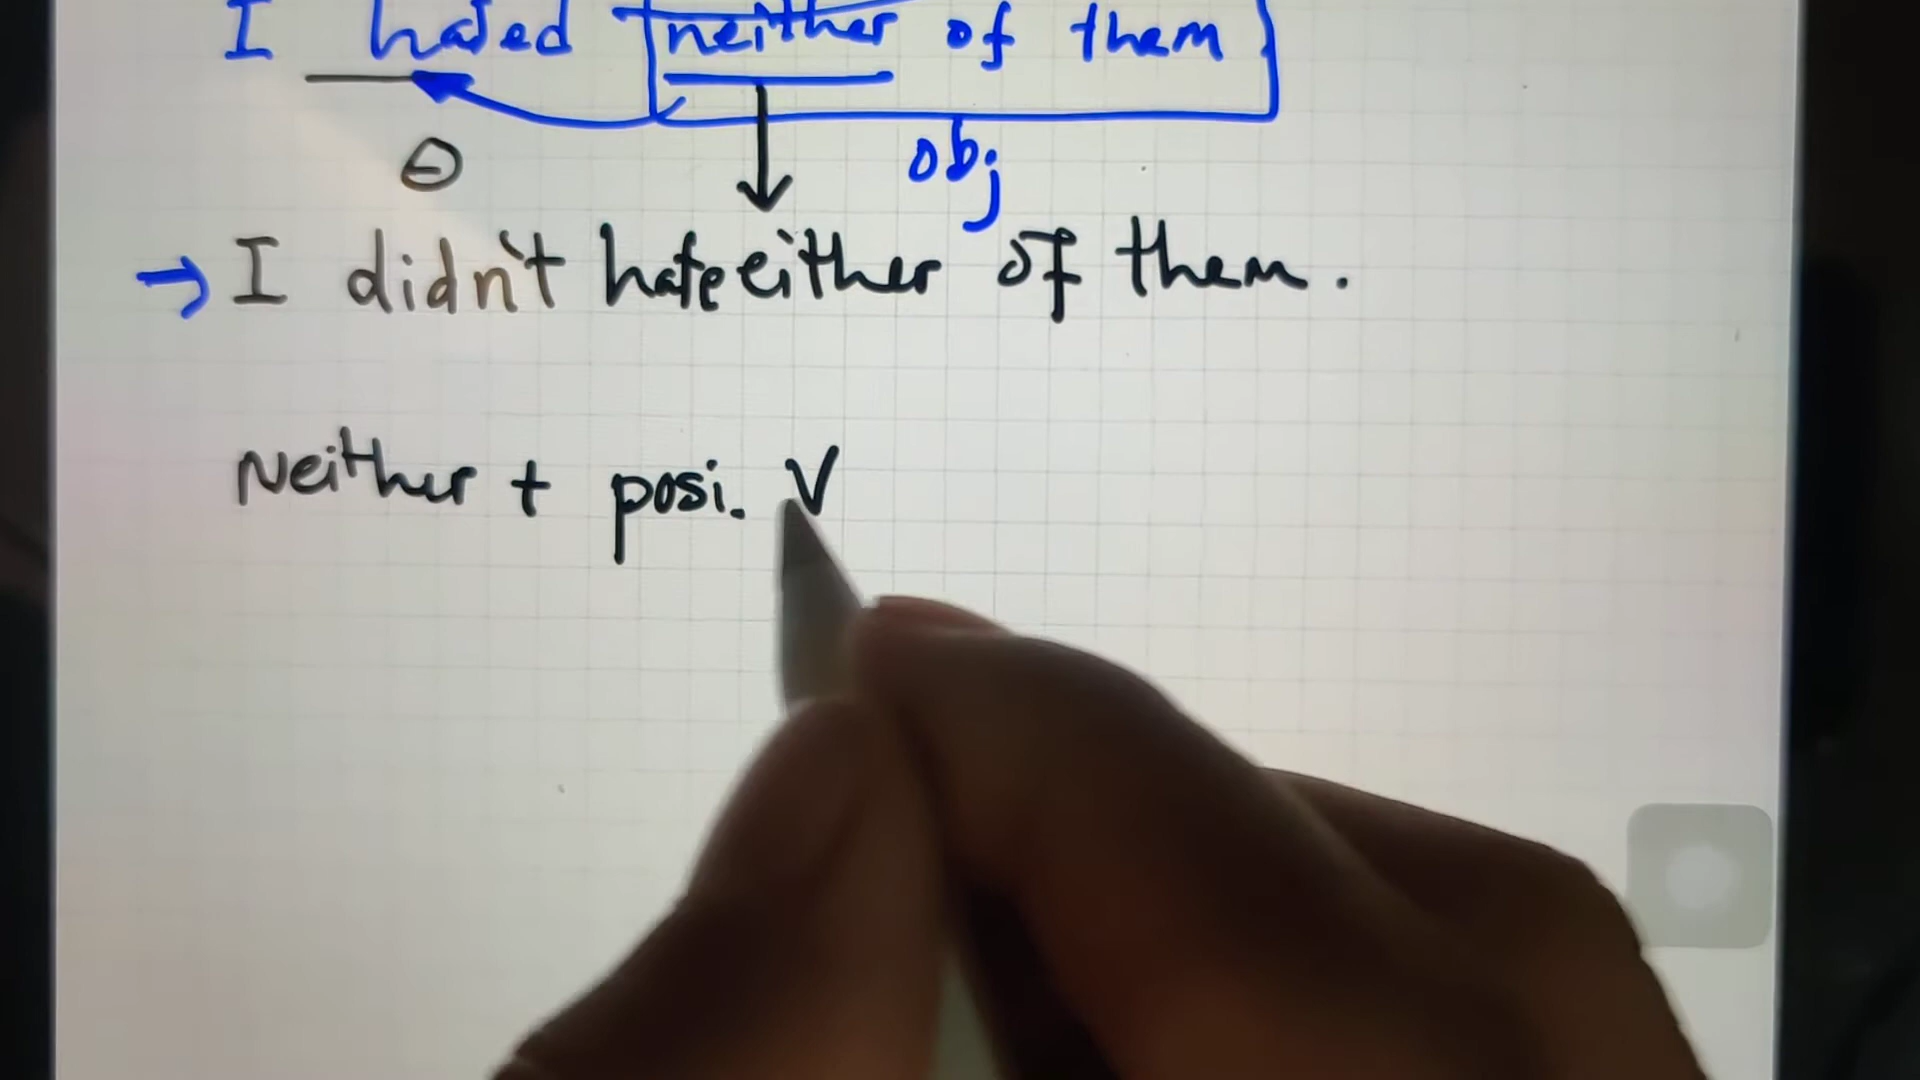 I hated neither of them
⊖ obj
→ I didn't hate either of them.
Neither + posi. V